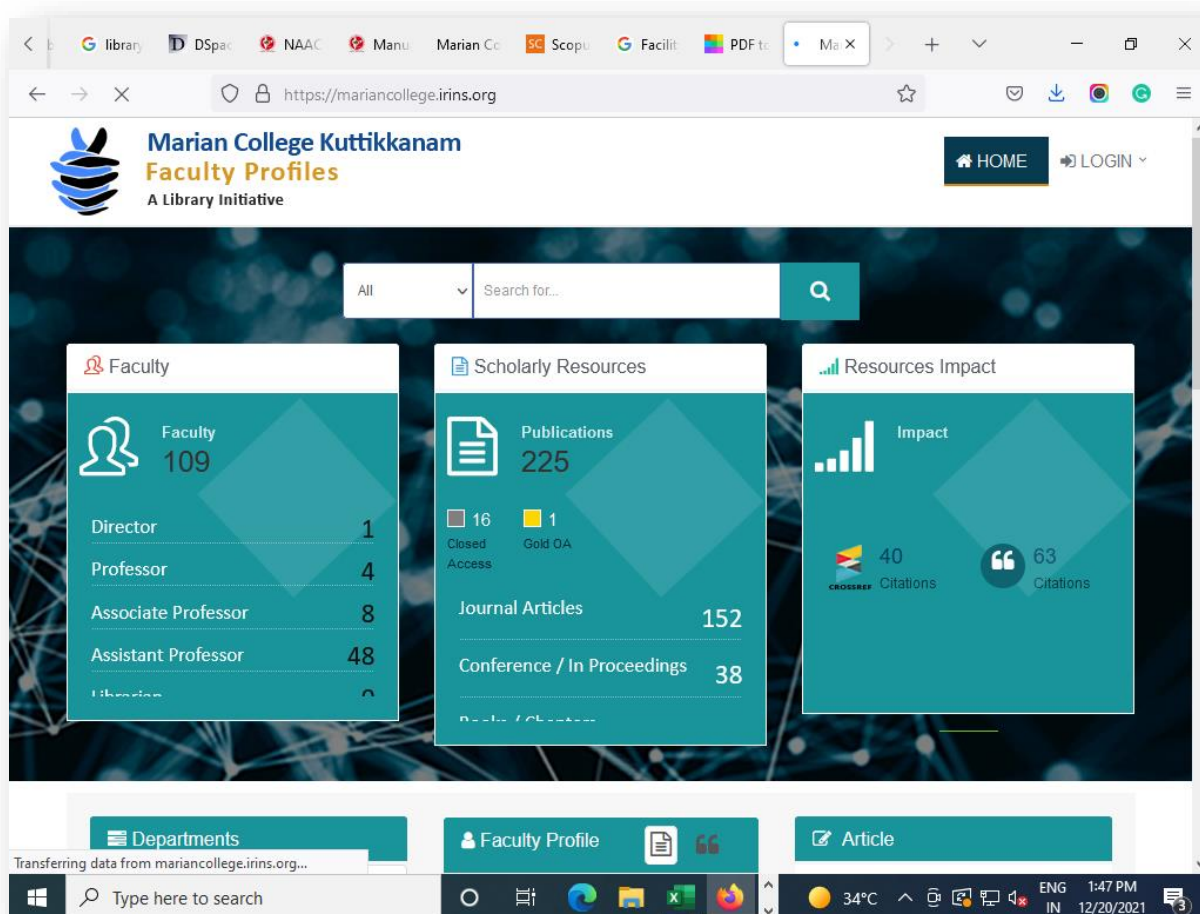 library
DSpac
NAAC
Manu
Marian Co
SC Scopu
Facilit
PDF to
Ma
https://mariancollege.irins.org
Marian College Kuttikkanam
Faculty Profiles
A Library Initiative
HOME
LOGIN
All
Search for...
Faculty
Faculty
109
Director 1
Professor 4
Associate Professor 8
Assistant Professor 48
Scholarly Resources
Publications
225
16 1
Closed Gold OA
Access
Journal Articles 152
Conference / In Proceedings 38
Resources Impact
Impact
40 63
CROSSREF Citations Citations
Departments
Faculty Profile
Article
Transferring data from mariancollege.irins.org...
Type here to search
34°C
ENG 1:47 PM
IN 12/20/2021
3